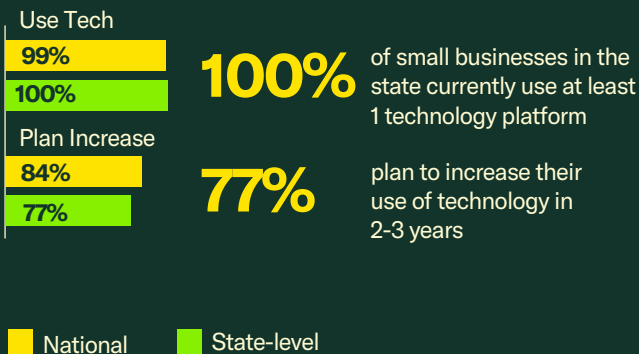 Use Tech
99%
100%
Plan Increase
84%
77%
100%
of small businesses in the
state currently use at least
1 technology platform
77%
plan to increase their
use of technology in
2-3 years
National
State-level